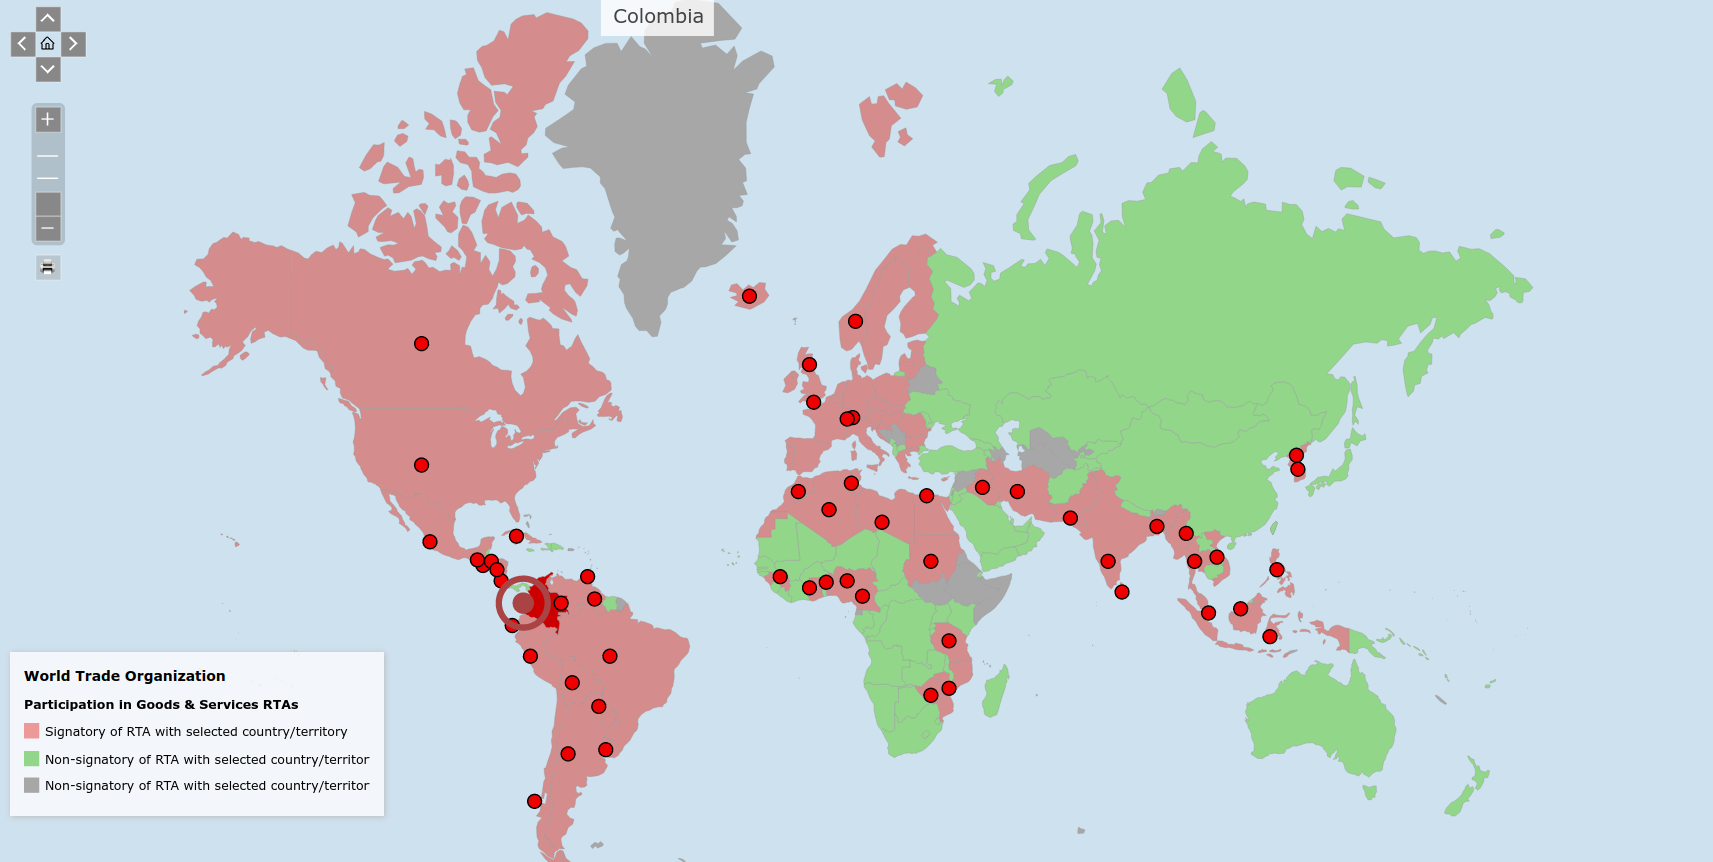 Colombia
World Trade Organization
Participation in Goods & Services RTAs
Signatory of RTA with selected country/territory
Non-signatory of RTA with selected country/territor
Non-signatory of RTA with selected country/territor